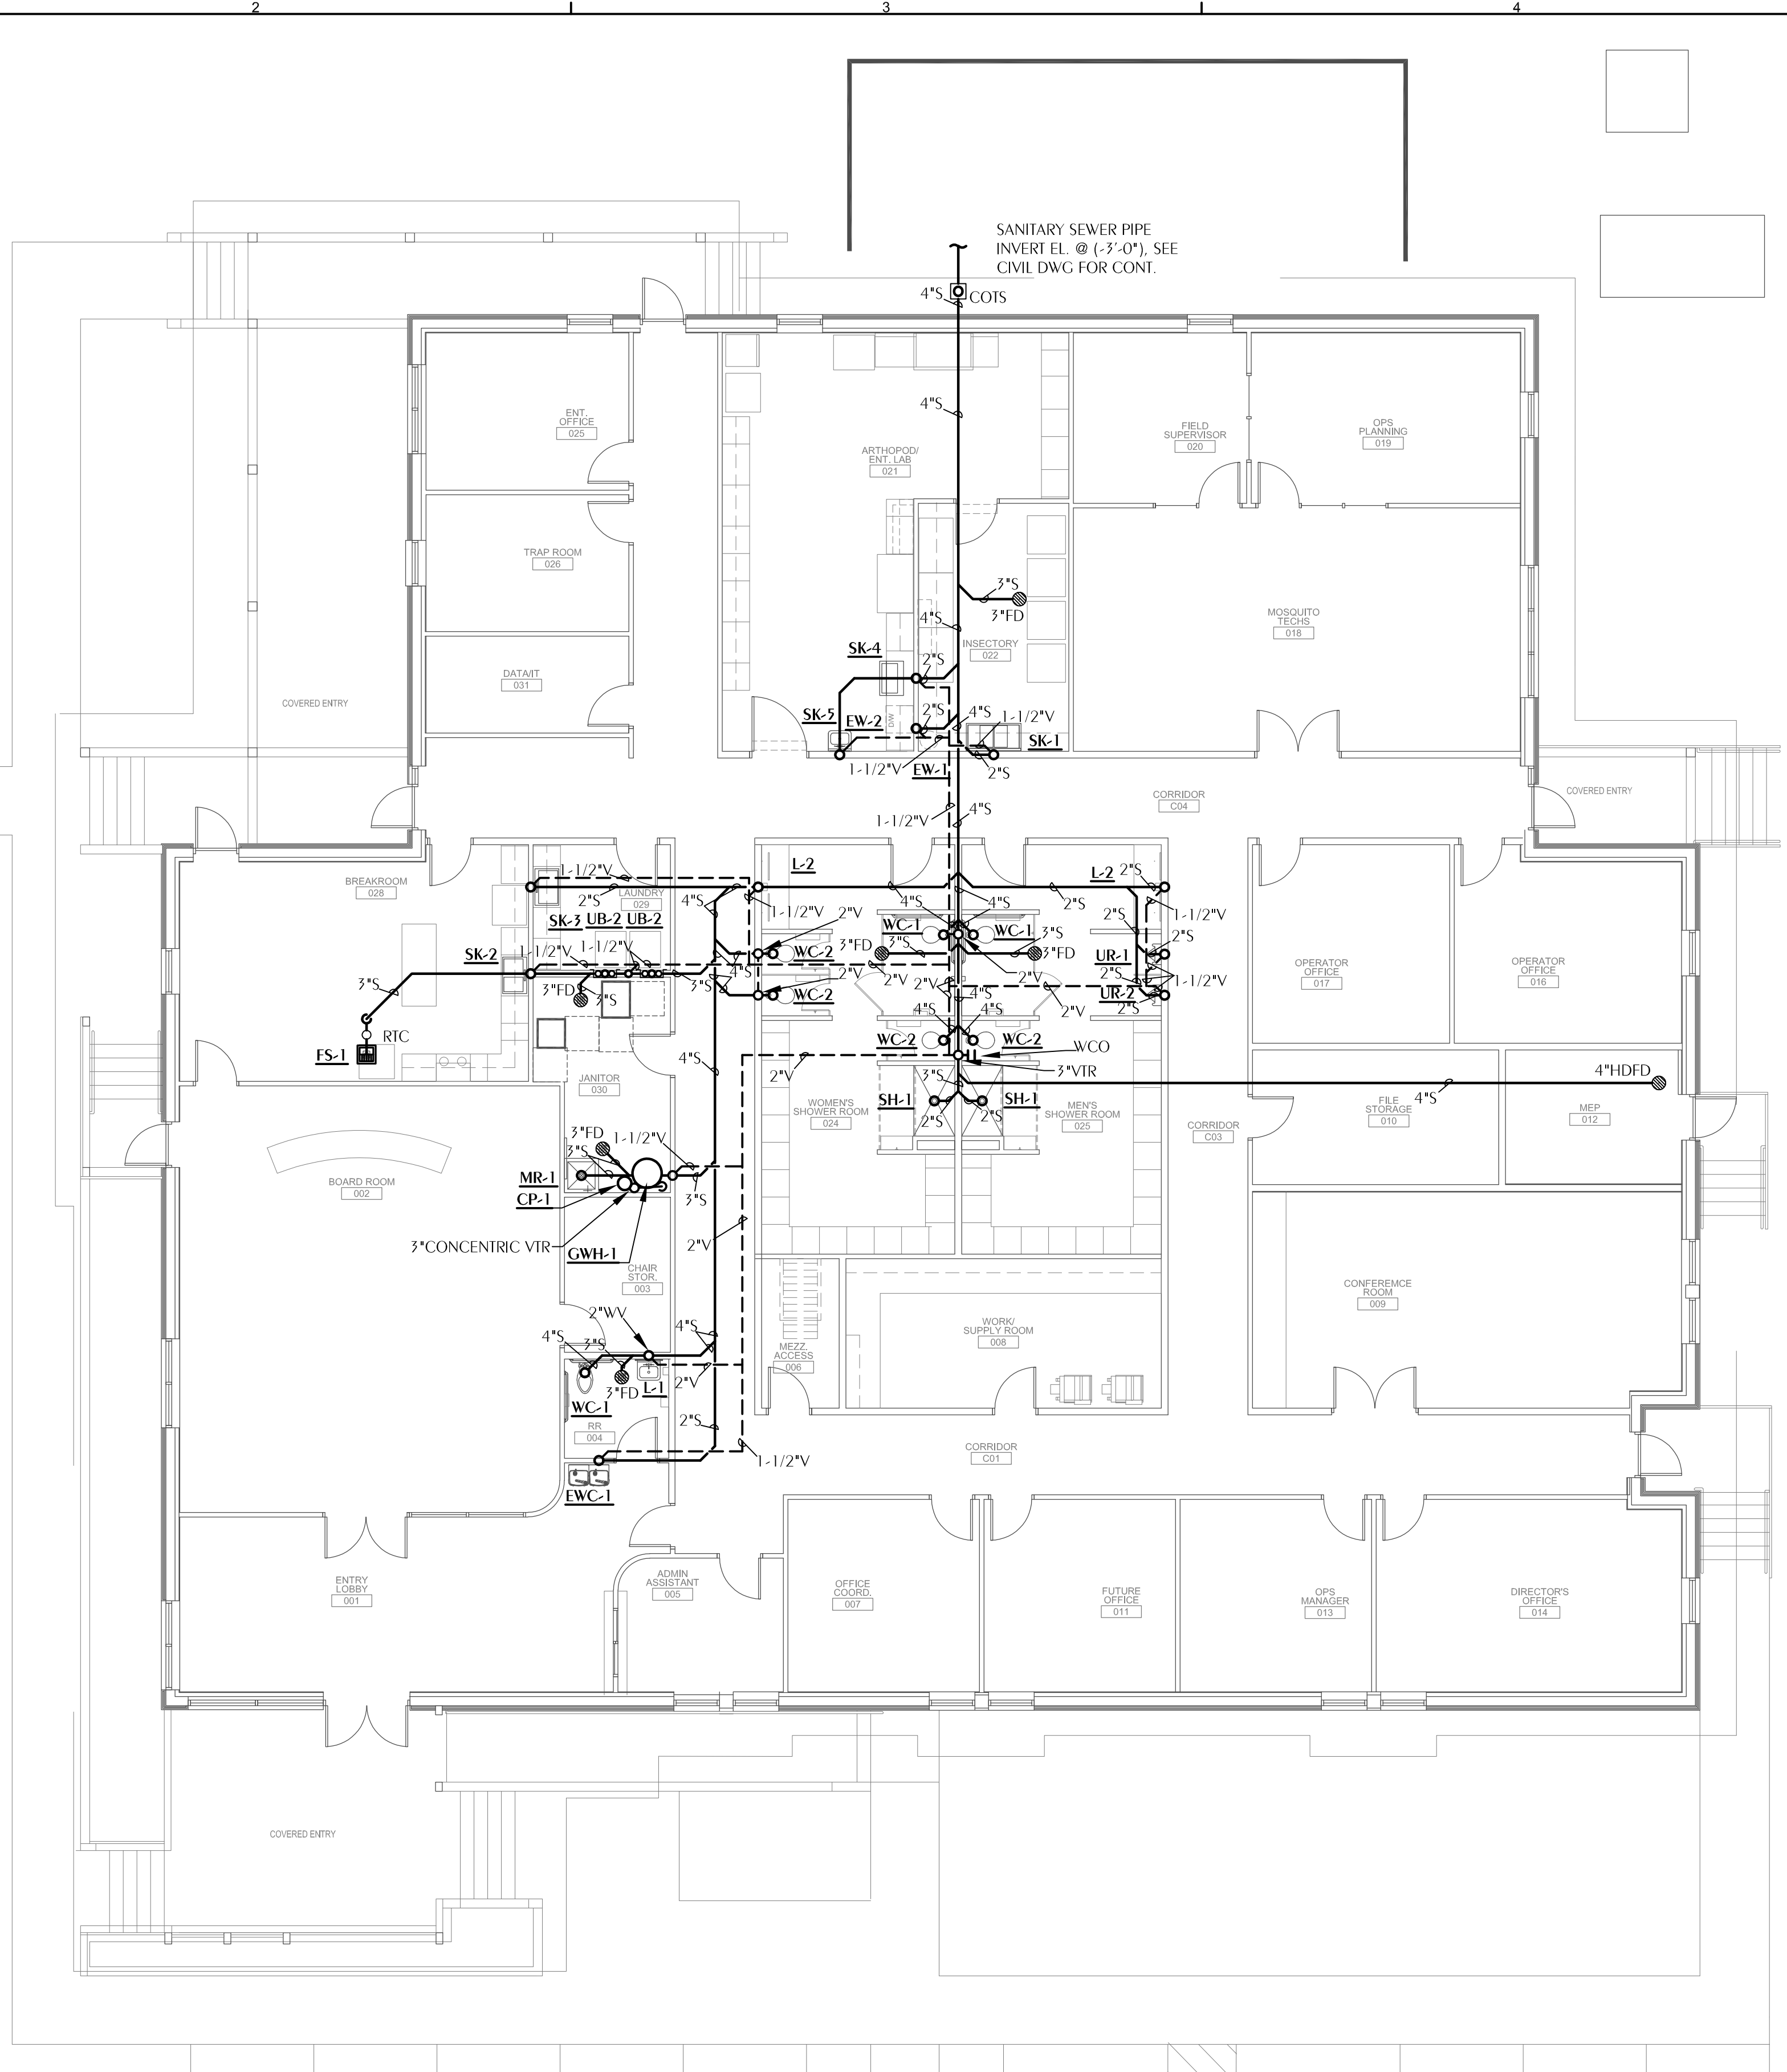 2
3
4
SANITARY SEWER PIPE
INVERT EL. @ (-3'-0"), SEE
CIVIL DWG FOR CONT.
4"S
COTS
4"S
ENT.
OFFICE
025
ARTHOPOD/
ENT. LAB
021
FIELD
SUPERVISOR
020
OPS
PLANNING
019
TRAP ROOM
026
3"S
3"FD
4"S
MOSQUITO
TECHS
018
INSECTORY
022
SK-4
2"S
DATA/IT
031
COVERED ENTRY
SK-5
EW-2
D/W
2"S
4"S
1-1/2"V
SK-1
1-1/2"V
EW-1
2"S
CORRIDOR
C04
COVERED ENTRY
1-1/2"V
4"S
BREAKROOM
028
1-1/2"V
2"S
LAUNDRY
029
4"S
L-2
1-1/2"V
2"V
4"S
4"S
L-2
2"S
2"S
2"S
1-1/2"V
SK-3
UB-2
UB-2
WC-1
WC-1
SK-2
1-1/2"V
1-1/2"V
WC-2
3"FD
3"S
3"S
3"FD
UR-1
2"S
OPERATOR
OFFICE
017
OPERATOR
OFFICE
016
3"S
3"FD
3"S
3"S
4"S
2"V
WC-2
2"V
2"V
2"V
2"V
2"S
1-1/2"V
UR-2
2"S
4"S
4"S
4"S
RTC
FS-1
WC-2
WC-2
WCO
4"S
2"V
3"VTR
JANITOR
030
3"S
4"HDFD
4"S
SH-1
SH-1
2"S
2"S
WOMEN'S
SHOWER ROOM
024
MEN'S
SHOWER ROOM
025
CORRIDOR
C03
FILE
STORAGE
010
MEP
012
3"FD
1-1/2"V
3"S
MR-1
CP-1
3"S
BOARD ROOM
002
3"CONCENTRIC VTR
GWH-1
2"V
CHAIR
STOR.
003
CONFEREMCE
ROOM
009
2"WV
4"S
3"S
4"S
WORK/
SUPPLY ROOM
008
MEZZ.
ACCESS
006
3"FD
L-1
2"V
WC-1
RR
004
2"S
1-1/2"V
CORRIDOR
C01
EWC-1
ENTRY
LOBBY
001
ADMIN
ASSISTANT
005
OFFICE
COORD.
007
FUTURE
OFFICE
011
OPS
MANAGER
013
DIRECTOR'S
OFFICE
014
COVERED ENTRY